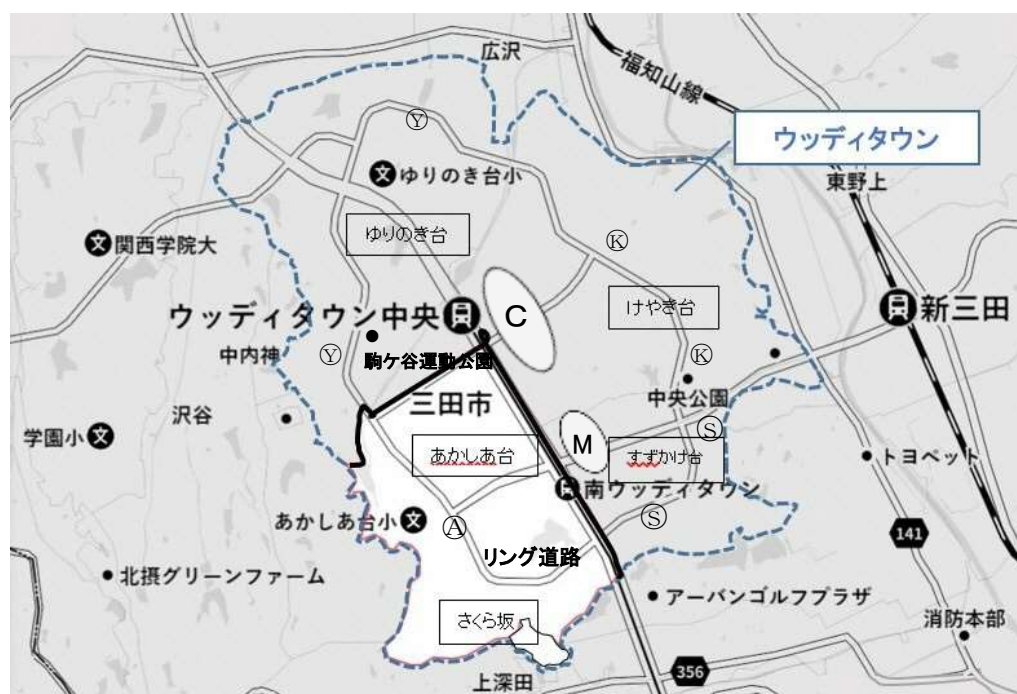 広沢
福知山線
Ⓨ
ウッディタウン
東野上
文 ゆりのき台小
文 関西学院大
ゆりのき台
Ⓚ
C
けやき台
ウッディタウン中央
新三田
中内神
Ⓨ
駒ケ谷運動公園
Ⓚ
三田市
中央公園
沢谷
学園小 文
Ⓢ
あかしあ台
M
すずかけ台
トヨペット
南ウッディタウン
あかしあ台小 文
Ⓐ
Ⓢ
141
リング道路
北摂グリーンファーム
アーバンゴルフプラザ
さくら坂
消防本部
356
上深田